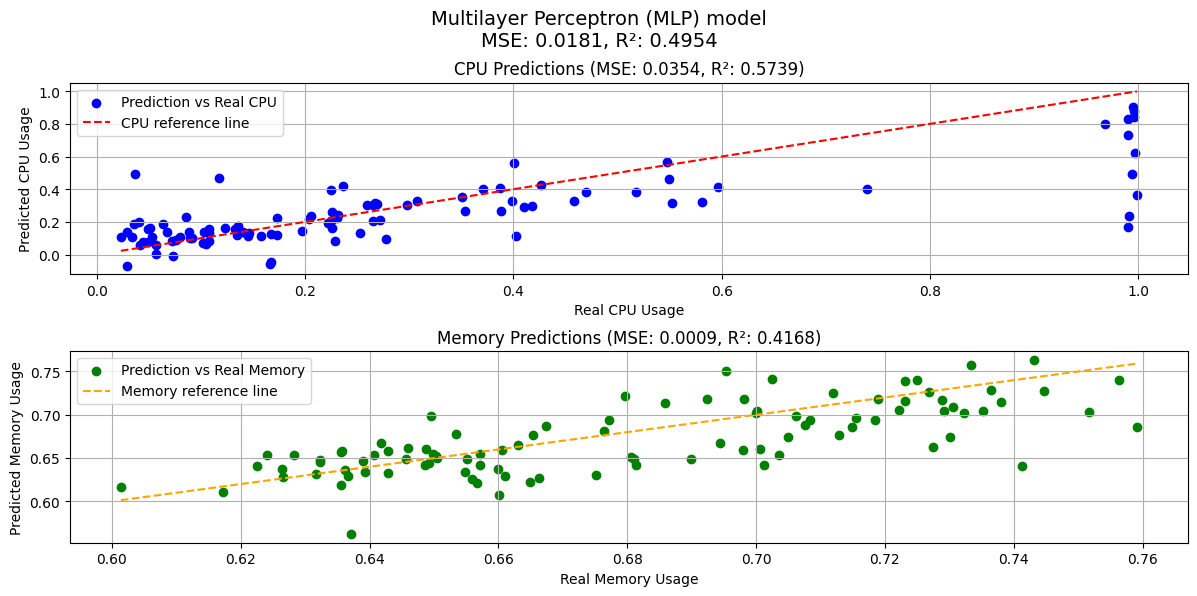 Multilayer Perceptron (MLP) model
MSE: 0.0181, R²: 0.4954
CPU Predictions (MSE: 0.0354, R²: 0.5739)
Prediction vs Real CPU
CPU reference line
Predicted CPU Usage
1.0
0.8
0.6
0.4
0.2
0.0
0.0 0.2 0.4 0.6 0.8 1.0
Real CPU Usage
Memory Predictions (MSE: 0.0009, R²: 0.4168)
Prediction vs Real Memory
Memory reference line
Predicted Memory Usage
0.75
0.70
0.65
0.60
0.60 0.62 0.64 0.66 0.68 0.70 0.72 0.74 0.76
Real Memory Usage